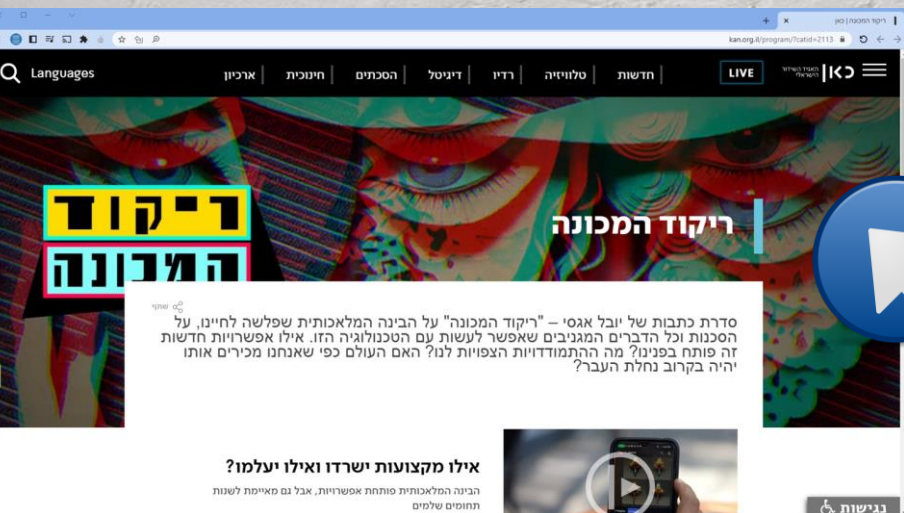 ריקוד המכונה | כאן
kan.org.il/program/?catid=2113
כאן | תאגיד השידור הישראלי
LIVE
חדשות | טלוויזיה | רדיו | דיגיטל | הסכתים | חינוכית | ארכיון
Languages
ריקוד המכונה
ריקוד
המכונה
שתף
סדרת כתבות של יובל אגסי – "ריקוד המכונה" על הבינה המלאכותית שפלשה לחיינו, על
הסכנות וכל הדברים המגניבים שאפשר לעשות עם הטכנולוגיה הזו. אילו אפשרויות חדשות
זה פותח בפנינו? מה ההתמודדויות הצפויות לנו? האם העולם כפי שאנחנו מכירים אותו
יהיה בקרוב נחלת העבר?
אילו מקצועות ישרדו ואילו יעלמו?
הבינה המלאכותית פותחת אפשרויות, אבל גם מאיימת לשנות
תחומים שלמים
נגישות